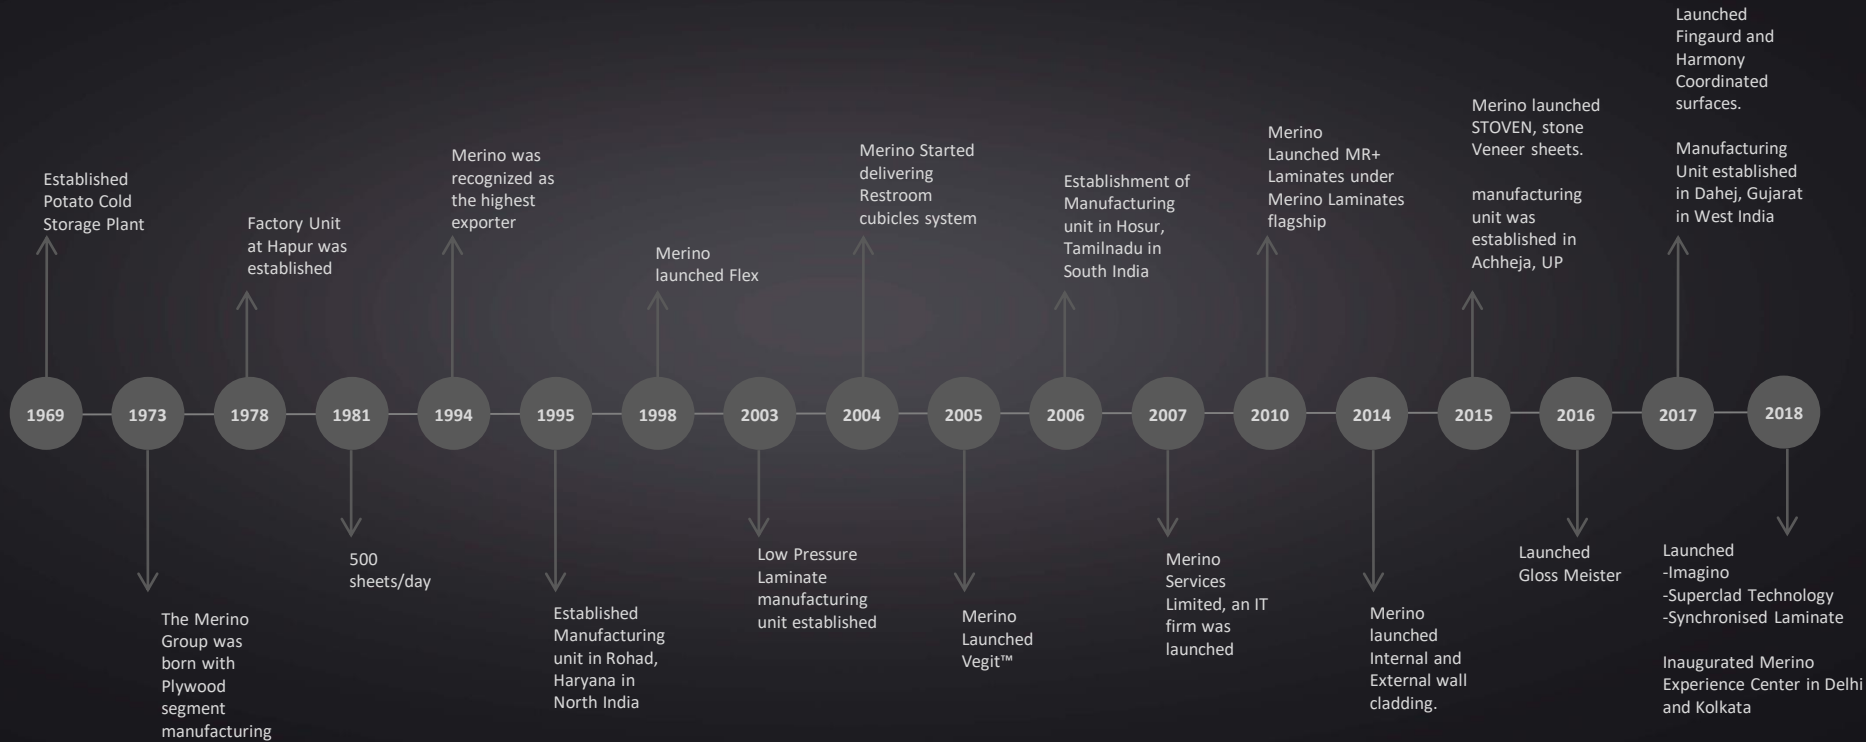 Established
Potato Cold
Storage Plant
Factory Unit
at Hapur was
established
Merino was
recognized as
the highest
exporter
Merino
launched Flex
Merino Started
delivering
Restroom
cubicles system
Establishment of
Manufacturing
unit in Hosur,
Tamilnadu in
South India
Merino
Launched MR+
Laminates under
Merino Laminates
flagship
Merino launched
STOVEN, stone
Veneer sheets.
manufacturing
unit was
established in
Achheja, UP
Launched
Fingaurd and
Harmony
Coordinated
surfaces.
Manufacturing
Unit established
in Dahej, Gujarat
in West India
1969 1973 1978 1981 1994 1995 1998 2003 2004 2005 2006 2007 2010 2014 2015 2016 2017 2018
The Merino
Group was
born with
Plywood
segment
manufacturing
500
sheets/day
Established
Manufacturing
unit in Rohad,
Haryana in
North India
Low Pressure
Laminate
manufacturing
unit established
Merino
Launched
Vegit™
Merino
Services
Limited, an IT
firm was
launched
Merino
launched
Internal and
External wall
cladding.
Launched
Gloss Meister
Launched
-Imagino
-Superclad Technology
-Synchronised Laminate
Inaugurated Merino
Experience Center in Delhi
and Kolkata